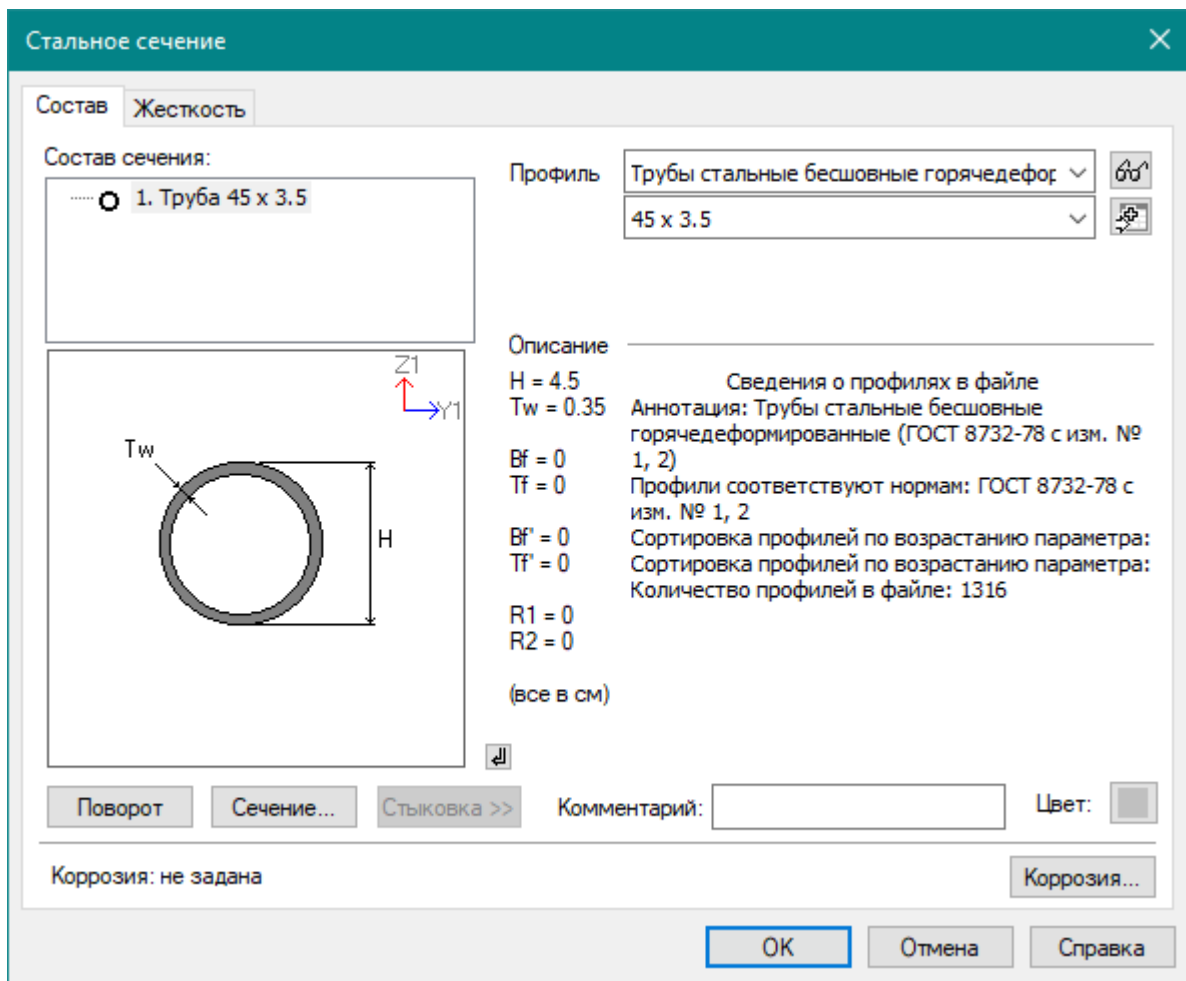 Стальное сечение
Состав
Жесткость
Состав сечения:
1. Труба 45 x 3.5
Профиль
Трубы стальные бесшовные горячедефор
45 x 3.5
Z1
Y1
Tw
H
Описание
H = 4.5
Tw = 0.35
Bf = 0
Tf = 0
Bf' = 0
Tf' = 0
R1 = 0
R2 = 0
(все в см)
Сведения о профилях в файле
Аннотация: Трубы стальные бесшовные
горячедеформированные (ГОСТ 8732-78 с изм. №
1, 2)
Профили соответствуют нормам: ГОСТ 8732-78 с
изм. № 1, 2
Сортировка профилей по возрастанию параметра:
Сортировка профилей по возрастанию параметра:
Количество профилей в файле: 1316
Поворот
Сечение...
Стыковка >>
Комментарий:
Цвет:
Коррозия: не задана
Коррозия...
OK
Отмена
Справка